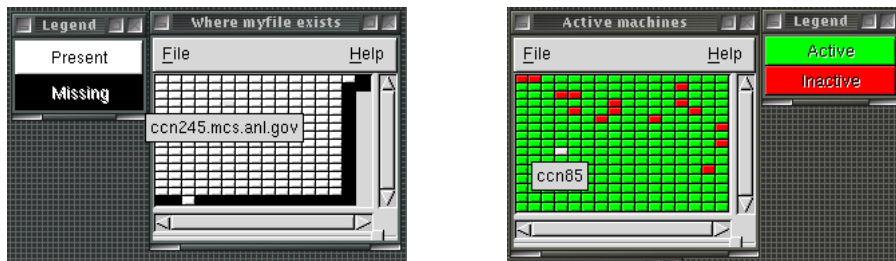 Legend
Present
Missing
Where myfile exists
File Help
ccn245.mcs.anl.gov
Active machines
File Help
ccn85
Legend
Active
Inactive